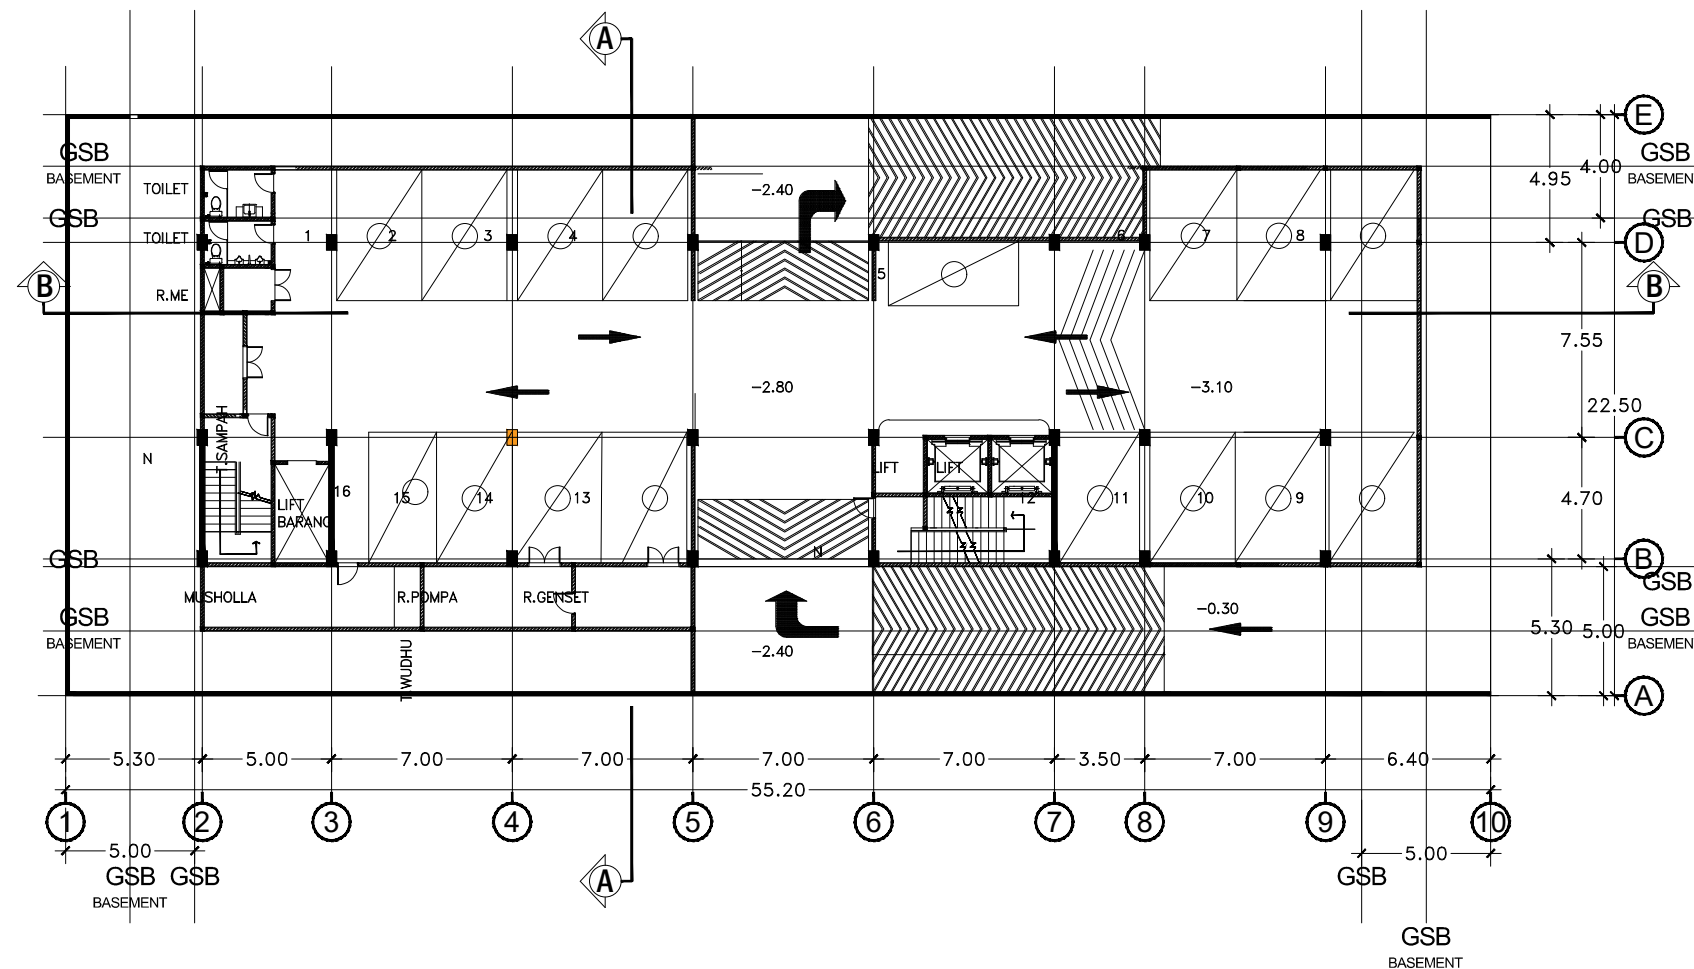 A
E
GSB
GSB
BASEMENT
TOILET
-2.40
4.95
4.00
BASEMEN
GSB
GSB
TOILET
1
2
3
4
6
7
8
D
R.ME
5
B
B
7.55
-2.80
-3.10
22.50
T.SAMPAH
C
N
LIFT
LIFT
16
15
14
13
12
11
10
9
4.70
LIFT
BARANG
N
GSB
B
GSB
MUSHOLLA
R.POMPA
R.GENSET
-0.30
GSB
GSB
5.30
5.00
BASEMENT
BASEMEN
T.WUDHU
-2.40
A
5.30
5.00
7.00
7.00
7.00
7.00
3.50
7.00
6.40
55.20
1
2
3
4
5
6
7
8
9
10
5.00
5.00
GSB
GSB
A
GSB
BASEMENT
GSB
BASEMENT